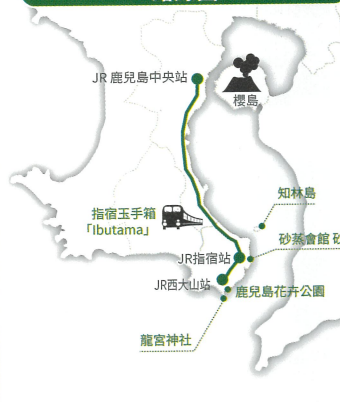 JR 鹿兒島中央站
櫻島
知林島
指宿玉手箱
「Ibutama」
砂蒸會館
JR指宿站
JR西大山站
鹿兒島花卉公園
龍宮神社